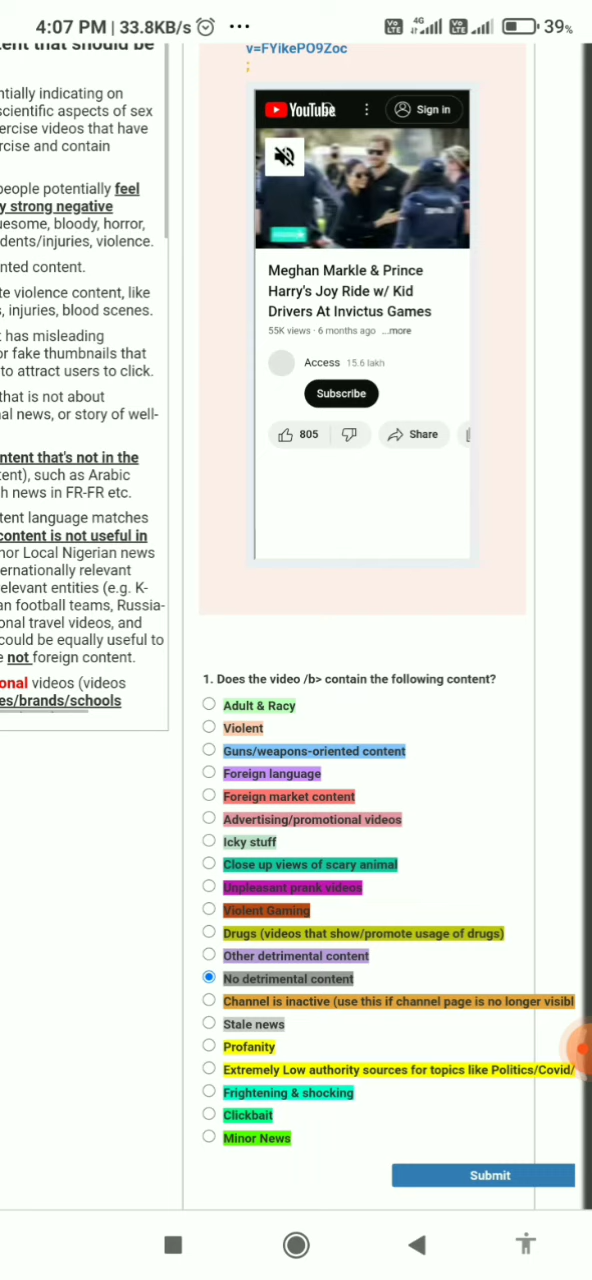 4:07 PM | 33.8KB/s
4G
39%
tent that should be
ntially indicating on
scientific aspects of sex
ercise videos that have
rcise and contain
people potentially feel
y strong negative
uesome, bloody, horror,
dents/injuries, violence.
nted content.
te violence content, like
s, injuries, blood scenes.
t has misleading
or fake thumbnails that
to attract users to click.
that is not about
nal news, or story of well-
ntent that's not in the
tent), such as Arabic
h news in FR-FR etc.
tent language matches
content is not useful in
nor Local Nigerian news
ernationally relevant
relevant entities (e.g. K-
an football teams, Russia-
onal travel videos, and
could be equally useful to
e not foreign content.
onal videos (videos
es/brands/schools
v=FYikePO9Zoc
;
YouTube
Sign in
Meghan Markle & Prince
Harry's Joy Ride w/ Kid
Drivers At Invictus Games
55K views · 6 months ago ...more
Access 15.6 lakh
Subscribe
805
Share
1. Does the video /b> contain the following content?
Adult & Racy
Violent
Guns/weapons-oriented content
Foreign language
Foreign market content
Advertising/promotional videos
Icky stuff
Close up views of scary animal
Unpleasant prank videos
Violent Gaming
Drugs (videos that show/promote usage of drugs)
Other detrimental content
No detrimental content
Channel is inactive (use this if channel page is no longer visibl
Stale news
Profanity
Extremely Low authority sources for topics like Politics/Covid/
Frightening & shocking
Clickbait
Minor News
Submit